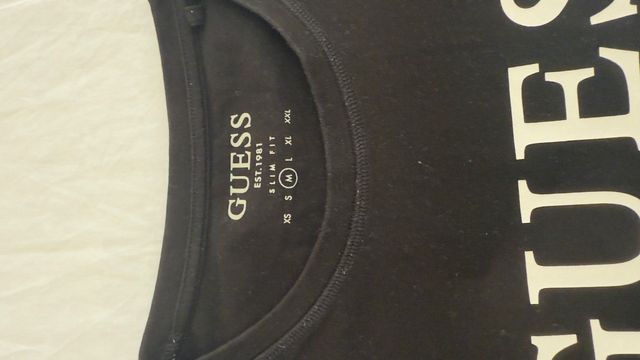 GUESS
EST.1981
SLIM FIT
XS S M L XL XXL
GUES